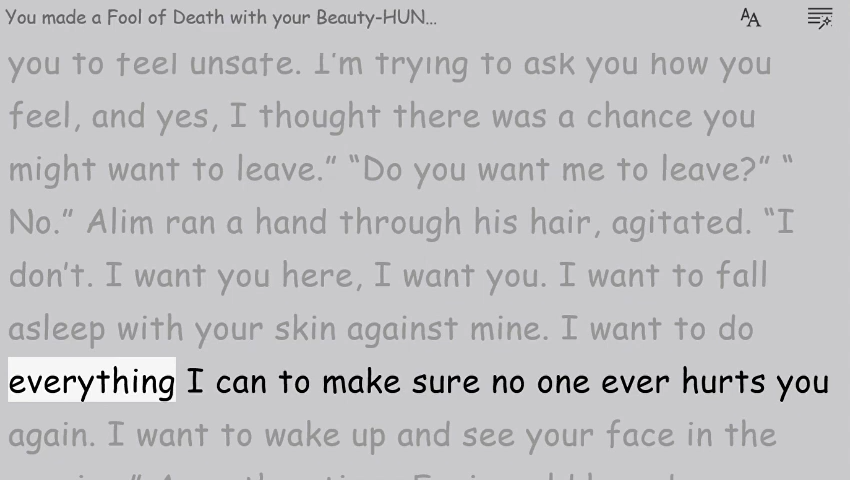 You made a Fool of Death with your Beauty-HUN...
you to feel unsafe. I'm trying to ask you how you
feel, and yes, I thought there was a chance you
might want to leave.” “Do you want me to leave?” “
No.” Alim ran a hand through his hair, agitated. “I
don't. I want you here, I want you. I want to fall
asleep with your skin against mine. I want to do
everything I can to make sure no one ever hurts you
again. I want to wake up and see your face in the